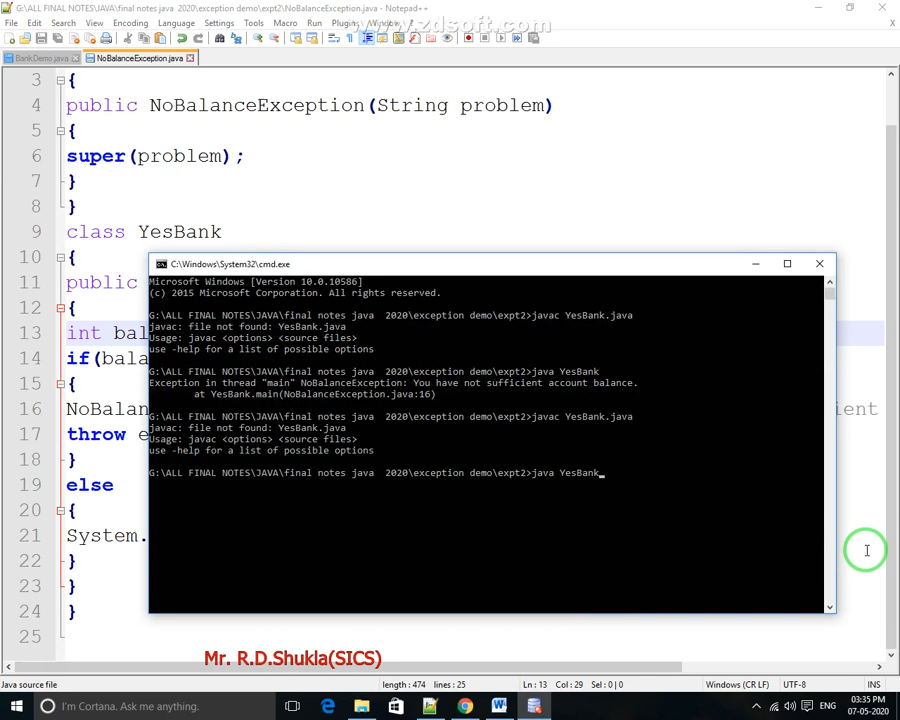 G:\ALL FINAL NOTES\JAVA\final notes java  2020\exception demo\expt2\NoBalanceException.java - Notepad++
www.zdsoft.com
File Edit Search View Encoding Language Settings Tools Macro Run Plugins Window ?
BankDemo.java NoBalanceException.java
3 {
4 public NoBalanceException(String problem)
5 {
6 super(problem);
7 }
8 }
9 class YesBank
10 {
11 public
12 {
13 int bal
14 if(bala
15 {
16 NoBalan
17 throw e
18 }
19 else
20 {
21 System.
22 }
23 }
24 }
25
C:\Windows\System32\cmd.exe
Microsoft Windows [Version 10.0.10586]
(c) 2015 Microsoft Corporation. All rights reserved.
G:\ALL FINAL NOTES\JAVA\final notes java  2020\exception demo\expt2>javac YesBank.java
javac: file not found: YesBank.java
Usage: javac <options> <source files>
use -help for a list of possible options
G:\ALL FINAL NOTES\JAVA\final notes java  2020\exception demo\expt2>java YesBank
Exception in thread "main" NoBalanceException: You have not sufficient account balance.
at YesBank.main(NoBalanceException.java:16)
G:\ALL FINAL NOTES\JAVA\final notes java  2020\exception demo\expt2>javac YesBank.java
javac: file not found: YesBank.java
Usage: javac <options> <source files>
use -help for a list of possible options
G:\ALL FINAL NOTES\JAVA\final notes java  2020\exception demo\expt2>java YesBank_
ient
Mr. R.D.Shukla(SICS)
Java source file length : 474 lines : 25 Ln : 13 Col : 29 Sel : 0 | 0 Windows (CR LF) UTF-8 INS
I'm Cortana. Ask me anything.
ENG
03:35 PM
07-05-2020